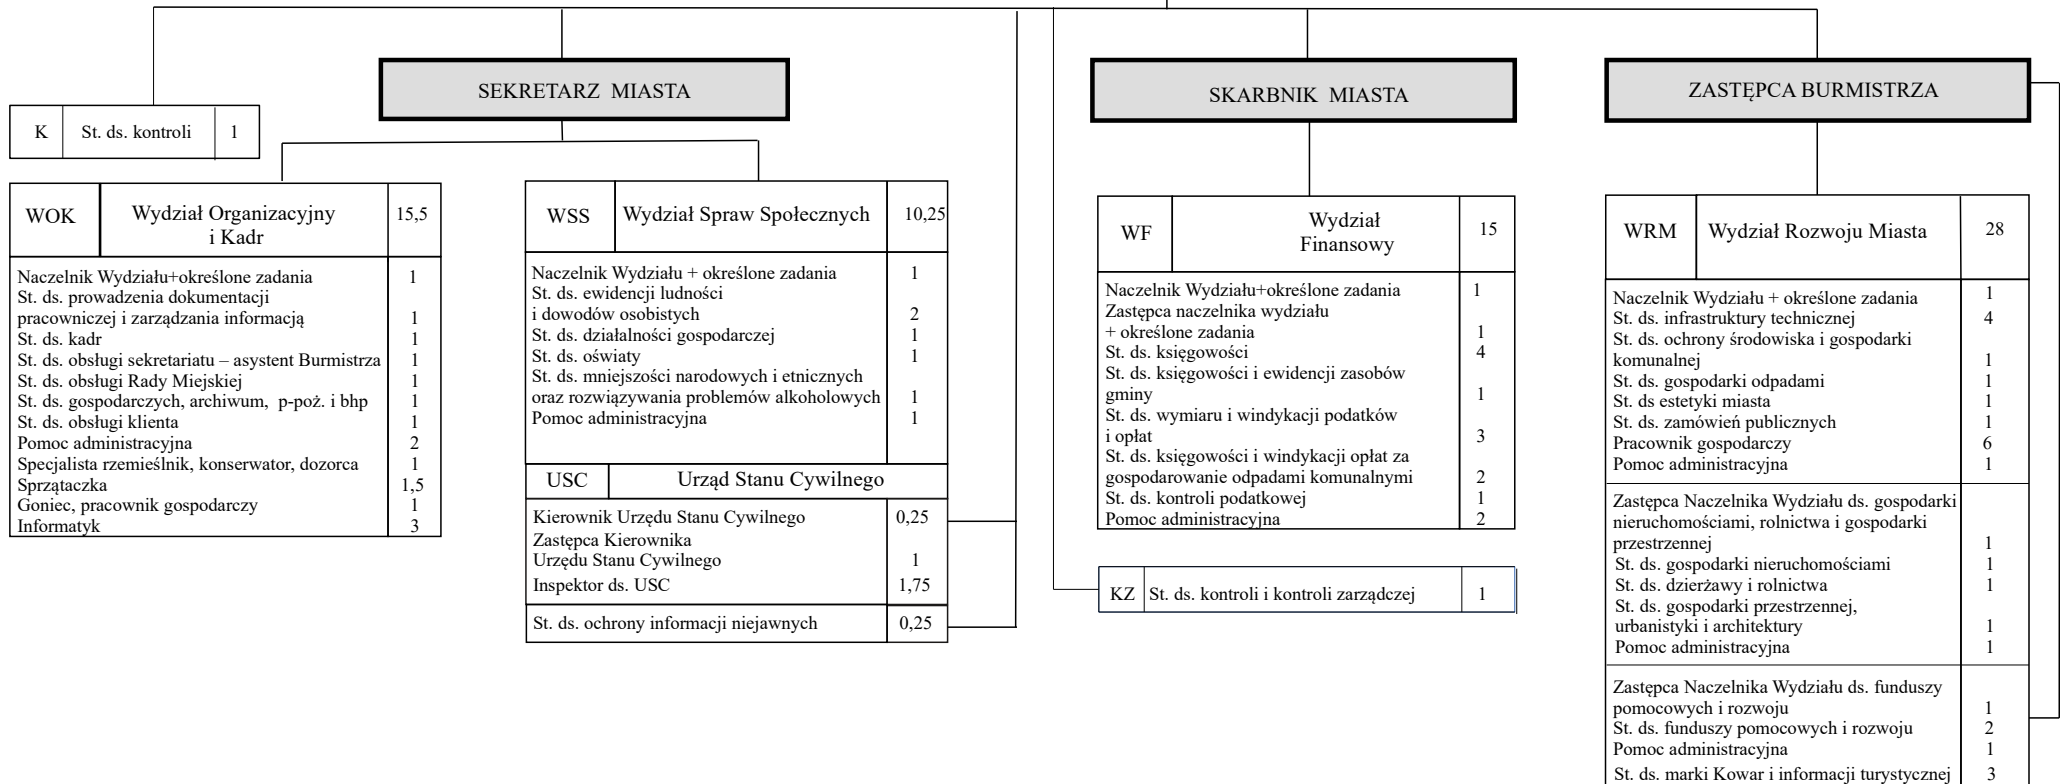 SEKRETARZ MIASTA
SKARBNIK MIASTA
ZASTĘPCA BURMISTRZA
K St. ds. kontroli 1
WOK Wydział Organizacyjny
i Kadr 15,5
Naczelnik Wydziału+określone zadania 1
St. ds. prowadzenia dokumentacji
pracowniczej i zarządzania informacją 1
St. ds. kadr 1
St. ds. obsługi sekretariatu – asystent Burmistrza 1
St. ds. obsługi Rady Miejskiej 1
St. ds. gospodarczych, archiwum, p-poż. i bhp 1
St. ds. obsługi klienta 1
Pomoc administracyjna 2
Specjalista rzemieślnik, konserwator, dozorca 1
Sprzątaczka 1,5
Goniec, pracownik gospodarczy 1
Informatyk 3
WSS Wydział Spraw Społecznych 10,25
Naczelnik Wydziału + określone zadania 1
St. ds. ewidencji ludności
i dowodów osobistych 2
St. ds. działalności gospodarczej 1
St. ds. oświaty 1
St. ds. mniejszości narodowych i etnicznych
oraz rozwiązywania problemów alkoholowych 1
Pomoc administracyjna 1
USC Urząd Stanu Cywilnego
Kierownik Urzędu Stanu Cywilnego 0,25
Zastępca Kierownika
Urzędu Stanu Cywilnego 1
Inspektor ds. USC 1,75
St. ds. ochrony informacji niejawnych 0,25
WF Wydział
Finansowy 15
Naczelnik Wydziału+określone zadania 1
Zastępca naczelnika wydziału
+ określone zadania 1
St. ds. księgowości 4
St. ds. księgowości i ewidencji zasobów
gminy 1
St. ds. wymiaru i windykacji podatków
i opłat 3
St. ds. księgowości i windykacji opłat za
gospodarowanie odpadami komunalnymi 2
St. ds. kontroli podatkowej 1
Pomoc administracyjna 2
KZ St. ds. kontroli i kontroli zarządczej 1
WRM Wydział Rozwoju Miasta 28
Naczelnik Wydziału + określone zadania 1
St. ds. infrastruktury technicznej 4
St. ds. ochrony środowiska i gospodarki
komunalnej 1
St. ds. gospodarki odpadami 1
St. ds estetyki miasta 1
St. ds. zamówień publicznych 1
Pracownik gospodarczy 6
Pomoc administracyjna 1
Zastępca Naczelnika Wydziału ds. gospodarki
nieruchomościami, rolnictwa i gospodarki
przestrzennej 1
St. ds. gospodarki nieruchomościami 1
St. ds. dzierżawy i rolnictwa 1
St. ds. gospodarki przestrzennej,
urbanistyki i architektury 1
Pomoc administracyjna 1
Zastępca Naczelnika Wydziału ds. funduszy
pomocowych i rozwoju 1
St. ds. funduszy pomocowych i rozwoju 2
Pomoc administracyjna 1
St. ds. marki Kowar i informacji turystycznej 3